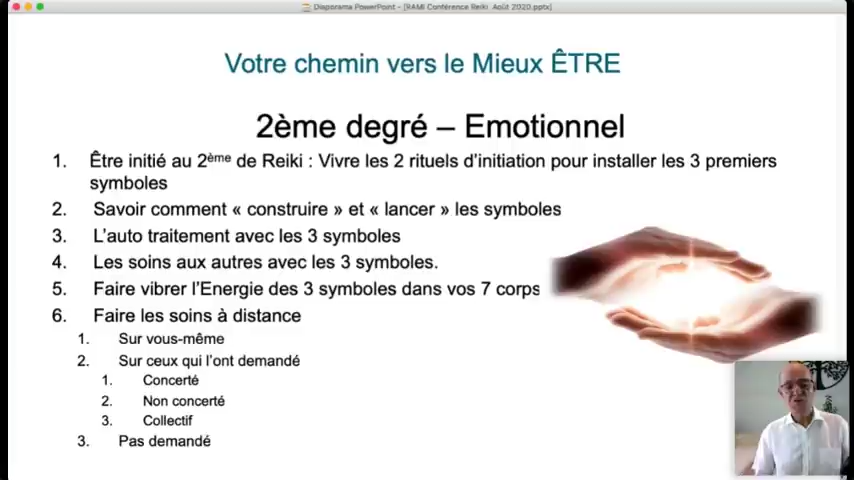 Diaporama PowerPoint - [RAMI Conférence Reiki Août 2020.pptx]
Votre chemin vers le Mieux ÊTRE
2ème degré – Emotionnel
1. Être initié au 2ème de Reiki : Vivre les 2 rituels d'initiation pour installer les 3 premiers
symboles
2. Savoir comment « construire » et « lancer » les symboles
3. L'auto traitement avec les 3 symboles
4. Les soins aux autres avec les 3 symboles.
5. Faire vibrer l'Energie des 3 symboles dans vos 7 corps
6. Faire les soins à distance
1. Sur vous-même
2. Sur ceux qui l'ont demandé
1. Concerté
2. Non concerté
3. Collectif
3. Pas demandé